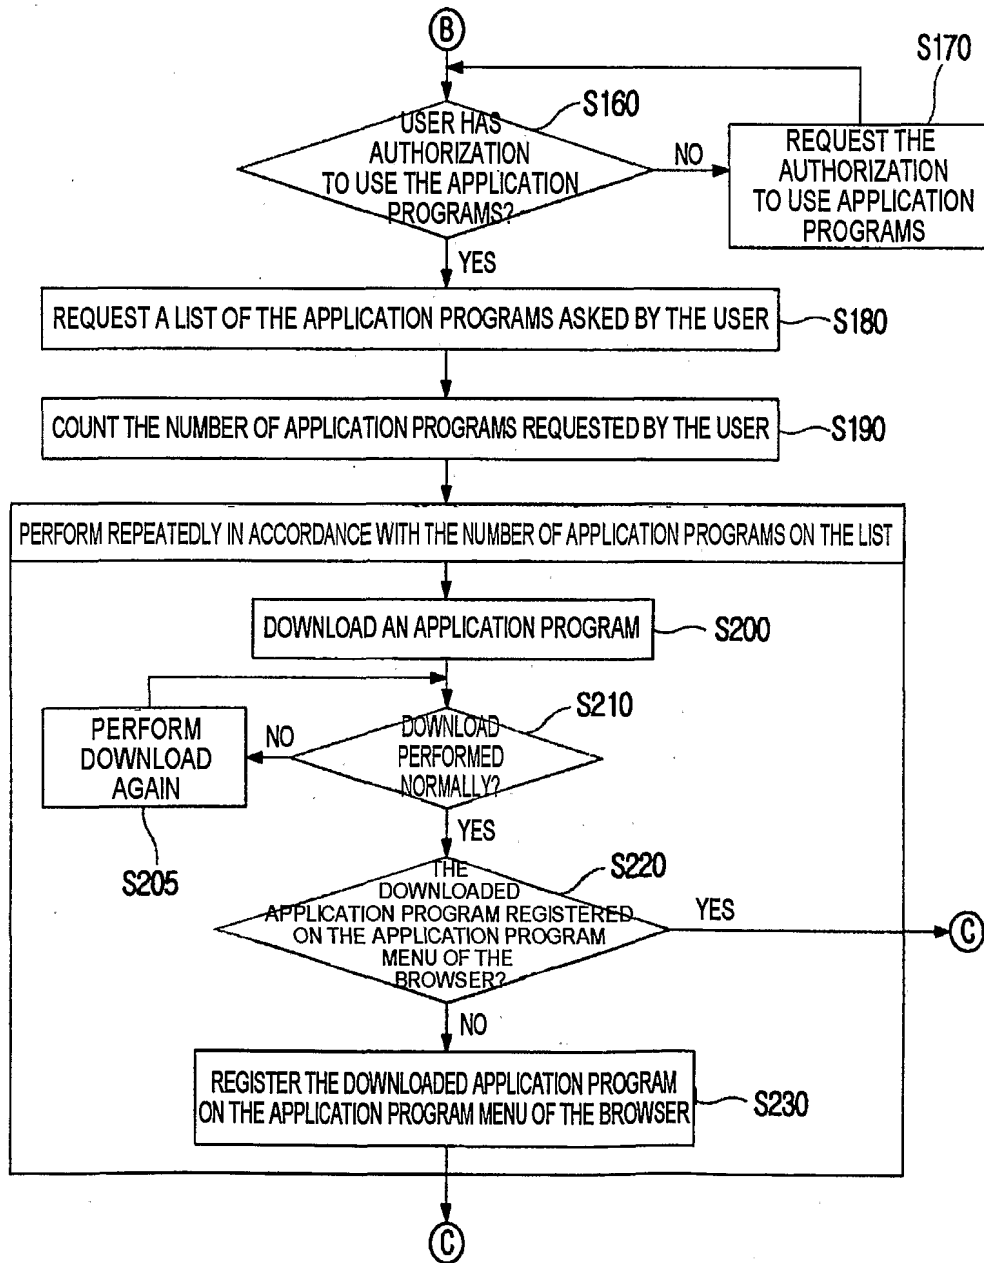 B
S170
S160
USER HAS
AUTHORIZATION
TO USE THE APPLICATION
PROGRAMS?
NO
REQUEST THE
AUTHORIZATION
TO USE APPLICATION
PROGRAMS
YES
REQUEST A LIST OF THE APPLICATION PROGRAMS ASKED BY THE USER
S180
COUNT THE NUMBER OF APPLICATION PROGRAMS REQUESTED BY THE USER
S190
PERFORM REPEATEDLY IN ACCORDANCE WITH THE NUMBER OF APPLICATION PROGRAMS ON THE LIST
DOWNLOAD AN APPLICATION PROGRAM
S200
S210
DOWNLOAD
PERFORMED
NORMALLY?
NO
PERFORM
DOWNLOAD
AGAIN
S205
YES
S220
THE
DOWNLOADED
APPLICATION PROGRAM REGISTERED
ON THE APPLICATION PROGRAM
MENU OF THE
BROWSER?
YES
C
NO
REGISTER THE DOWNLOADED APPLICATION PROGRAM
ON THE APPLICATION PROGRAM MENU OF THE BROWSER
S230
C